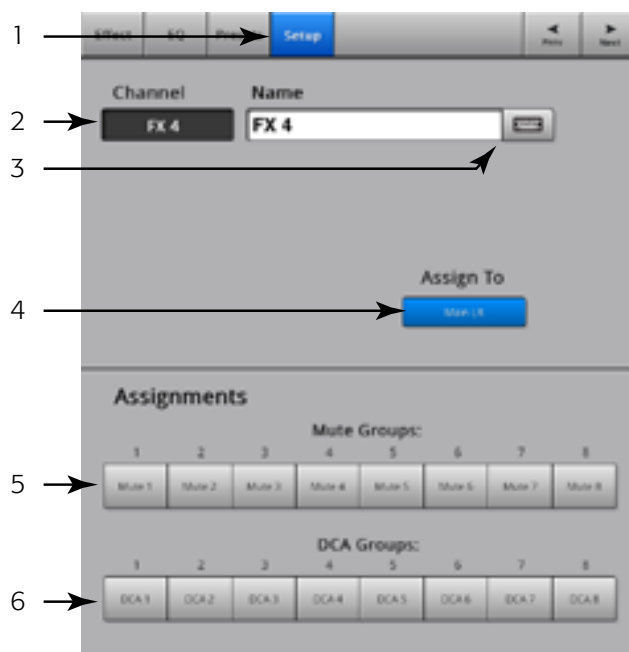 1
Effect EQ Presets Setup Prev Next
Channel Name
2
FX 4 FX 4
3
Assign To
4
Main LR
Assignments
Mute Groups:
1 2 3 4 5 6 7 8
5
Mute 1 Mute 2 Mute 3 Mute 4 Mute 5 Mute 6 Mute 7 Mute 8
DCA Groups:
1 2 3 4 5 6 7 8
6
DCA 1 DCA 2 DCA 3 DCA 4 DCA 5 DCA 6 DCA 7 DCA 8